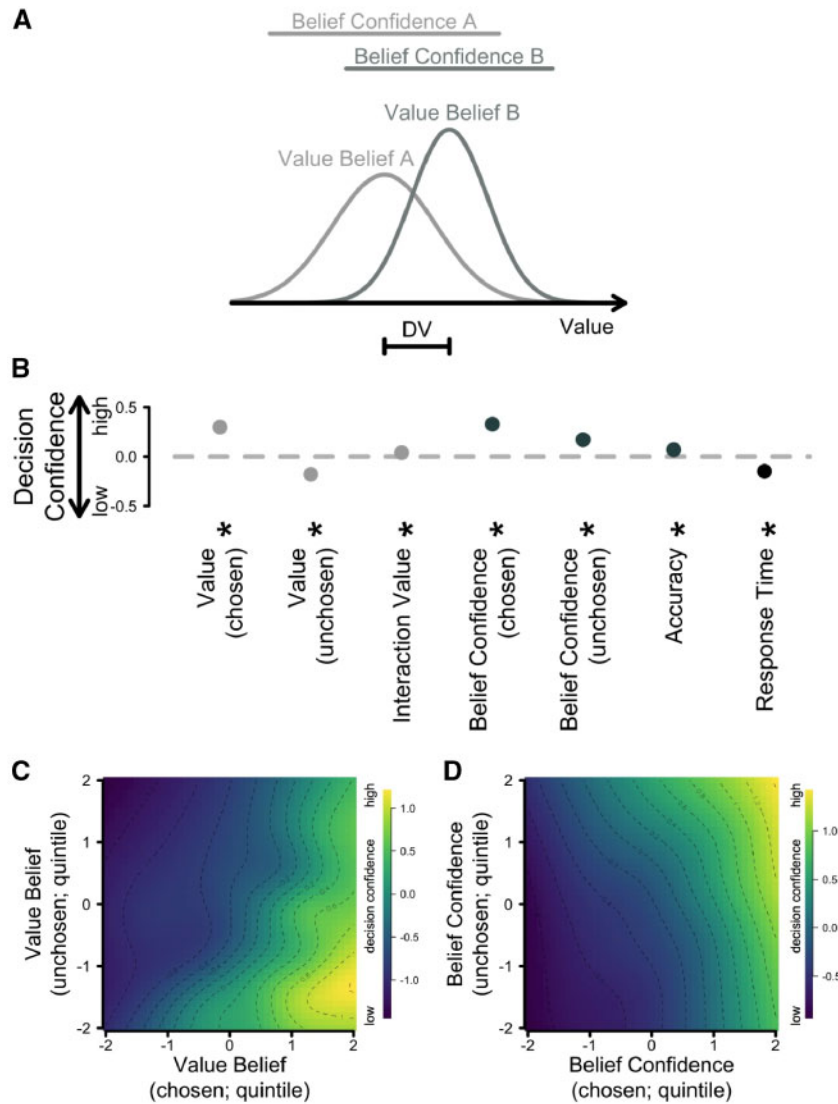 A
Belief Confidence A
Belief Confidence B
Value Belief B
Value Belief A
Value
DV
B
Decision
Confidence
low high
0.5
0.0
-0.5
* * * * * * *
Value
(chosen)
Value
(unchosen)
Interaction Value
Belief Confidence
(chosen)
Belief Confidence
(unchosen)
Accuracy
Response Time
C
Value Belief
(unchosen; quintile)
2
1
0
-1
-2
-2 -1 0 1 2
Value Belief
(chosen; quintile)
low decision confidence high
1.0
0.5
0.0
-0.5
-1.0
D
Belief Confidence
(unchosen; quintile)
2
1
0
-1
-2
-2 -1 0 1 2
Belief Confidence
(chosen; quintile)
low decision confidence high
1.0
0.5
0.0
-0.5